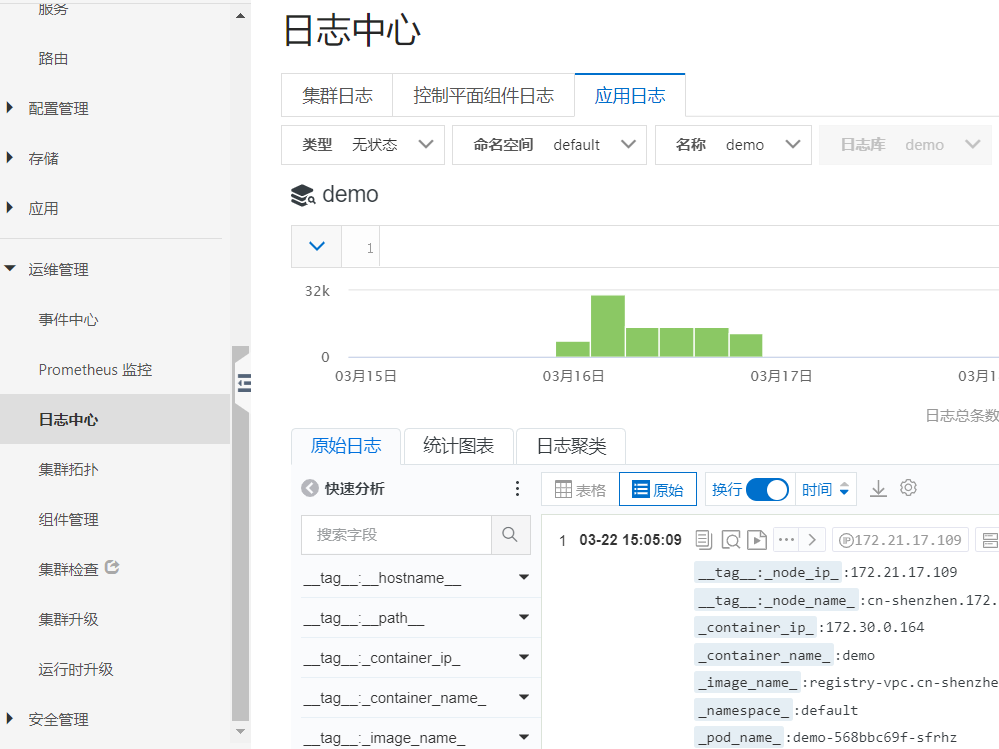 服务
路由
配置管理
存储
应用
运维管理
事件中心
Prometheus 监控
日志中心
集群拓扑
组件管理
集群检查
集群升级
运行时升级
安全管理
日志中心
集群日志 控制平面组件日志 应用日志
类型 无状态 命名空间 default 名称 demo 日志库 demo
demo
1
32k
0
03月15日 03月16日 03月17日 03月1
日志总条数
原始日志 统计图表 日志聚类
快速分析
表格 原始 换行 时间
搜索字段
__tag__:__hostname__
__tag__:__path__
__tag__:_container_ip_
__tag__:_container_name_
__tag__:_image_name_
1 03-22 15:05:09 IP 172.21.17.109
__tag__:_node_ip_ :172.21.17.109
__tag__:_node_name_ :cn-shenzhen.172.
_container_ip_ :172.30.0.164
_container_name_ :demo
_image_name_ :registry-vpc.cn-shenzhe
_namespace_ :default
_pod_name_ :demo-568bbc69f-sfrhz